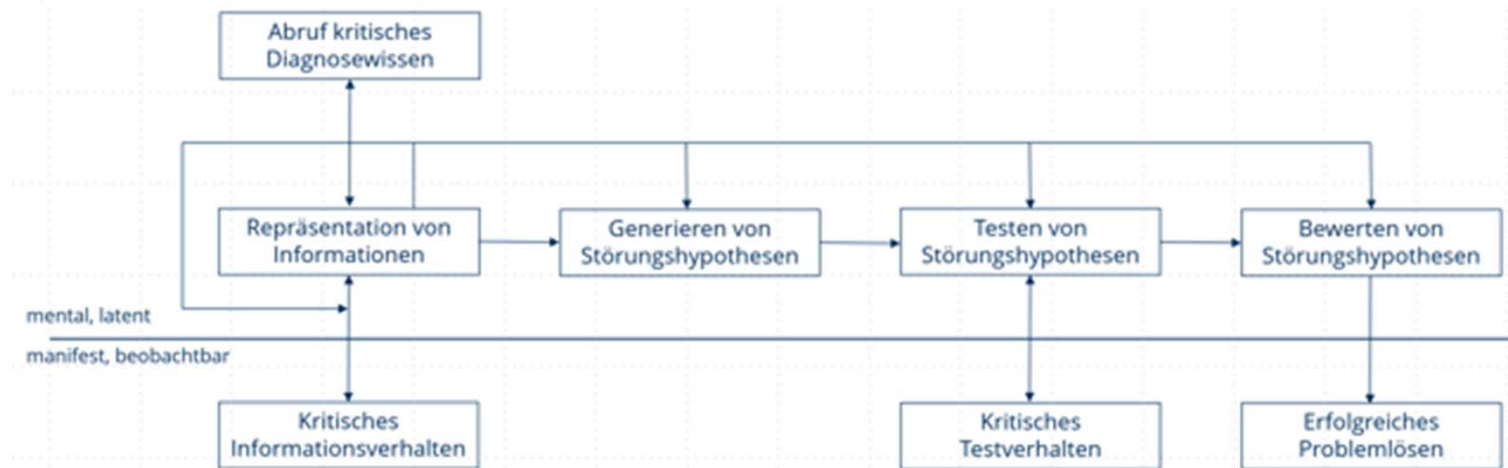 Abruf kritisches
Diagnosewissen
Repräsentation von
Informationen
Generieren von
Störungshypothesen
Testen von
Störungshypothesen
Bewerten von
Störungshypothesen
mental, latent
manifest, beobachtbar
Kritisches
Informationsverhalten
Kritisches
Testverhalten
Erfolgreiches
Problemlösen